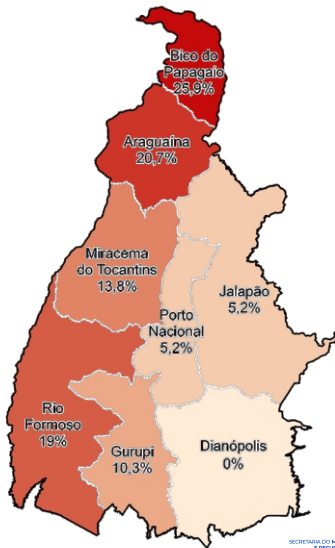 Bico do
Papagaio
25,9%
Araguaína
20,7%
Miracema
do Tocantins
13,8%
Jalapão
5,2%
Porto
Nacional
5,2%
Rio
Formoso
19%
Gurupi
10,3%
Dianópolis
0%
SECRETARIA DO